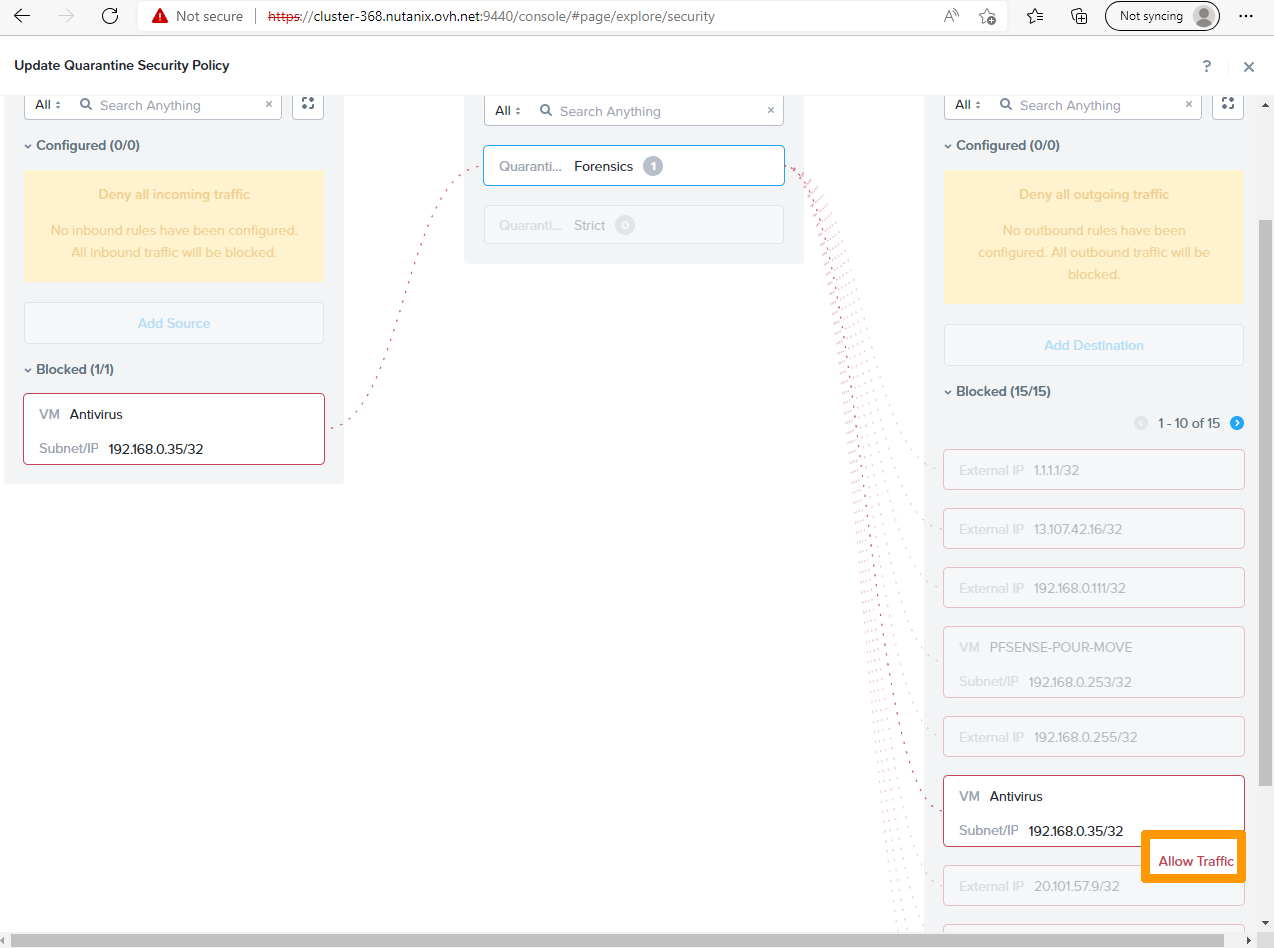 Not secure
https://cluster-368.nutanix.ovh.net:9440/console/#page/explore/security
Not syncing
Update Quarantine Security Policy
?
All
Search Anything
Configured (0/0)
Deny all incoming traffic
No inbound rules have been configured.
All inbound traffic will be blocked.
Add Source
Blocked (1/1)
VM Antivirus
Subnet/IP 192.168.0.35/32
All
Search Anything
Quaranti... Forensics 1
Quaranti... Strict 0
All
Search Anything
Configured (0/0)
Deny all outgoing traffic
No outbound rules have been
configured. All outbound traffic will be
blocked.
Add Destination
Blocked (15/15)
1 - 10 of 15
External IP 1.1.1.1/32
External IP 13.107.42.16/32
External IP 192.168.0.111/32
VM PFSENSE-POUR-MOVE
Subnet/IP 192.168.0.253/32
External IP 192.168.0.255/32
VM Antivirus
Subnet/IP 192.168.0.35/32
Allow Traffic
External IP 20.101.57.9/32